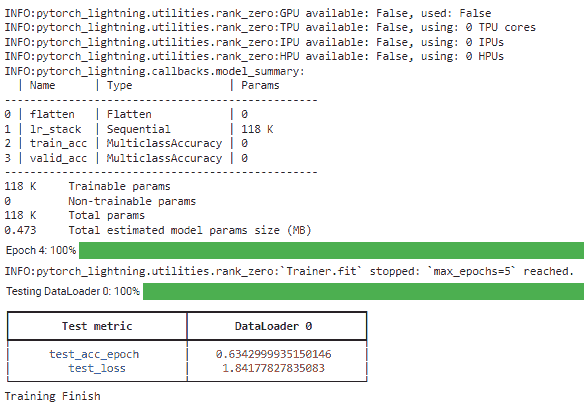 INFO:pytorch_lightning.utilities.rank_zero:GPU available: False, used: False
INFO:pytorch_lightning.utilities.rank_zero:TPU available: False, using: 0 TPU cores
INFO:pytorch_lightning.utilities.rank_zero:IPU available: False, using: 0 IPUs
INFO:pytorch_lightning.utilities.rank_zero:HPU available: False, using: 0 HPUs
INFO:pytorch_lightning.callbacks.model_summary:
  | Name      | Type               | Params
-------------------------------------------------
0 | flatten   | Flatten            | 0
1 | lr_stack  | Sequential         | 118 K
2 | train_acc | MulticlassAccuracy | 0
3 | valid_acc | MulticlassAccuracy | 0
-------------------------------------------------
118 K     Trainable params
0         Non-trainable params
118 K     Total params
0.473     Total estimated model params size (MB)
Epoch 4: 100%
INFO:pytorch_lightning.utilities.rank_zero:`Trainer.fit` stopped: `max_epochs=5` reached.
Testing DataLoader 0: 100%
Test metric DataLoader 0
test_acc_epoch 0.6342999935150146
test_loss 1.84177827835083
Training Finish